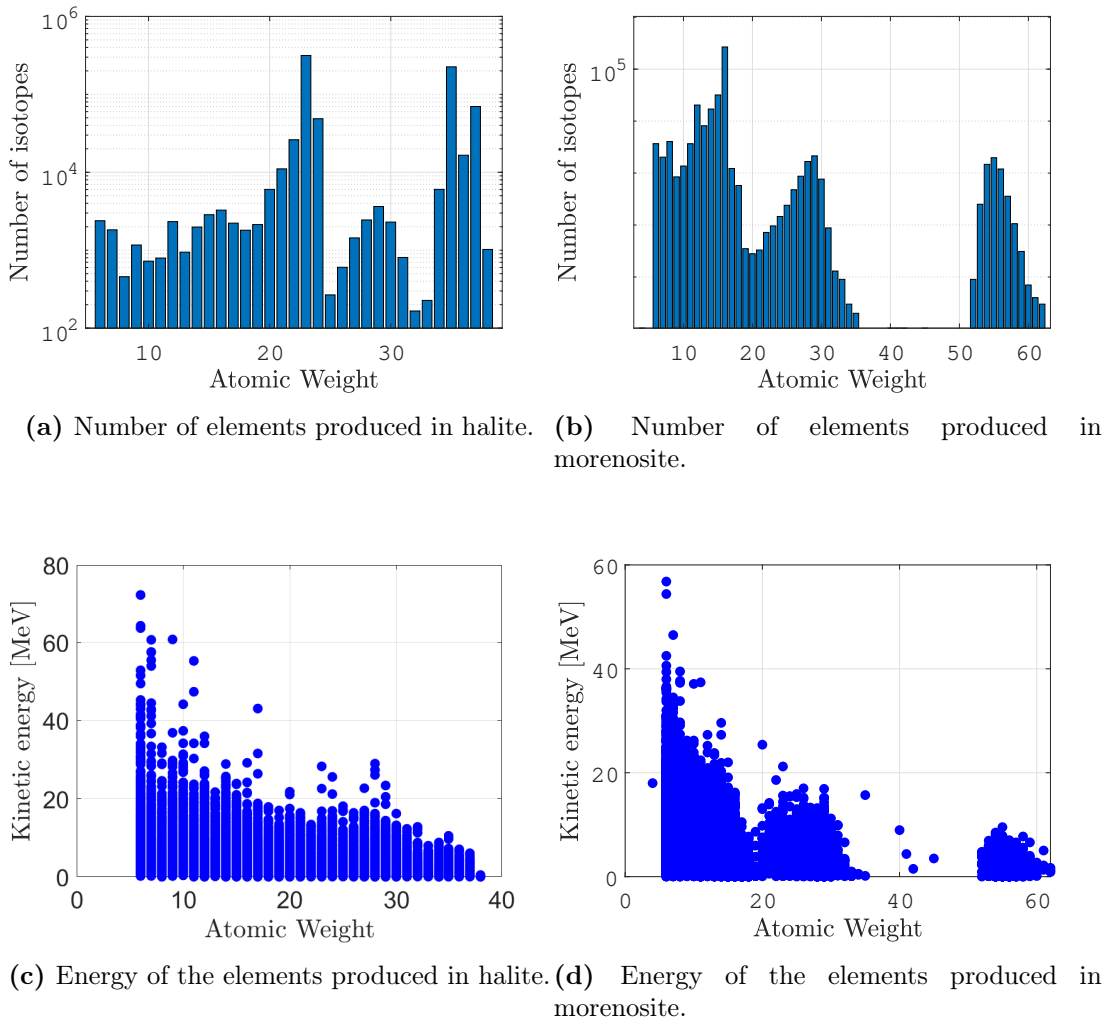 10^6
10^4
10^2
Number of isotopes
10 20 30
Atomic Weight
10^5
Number of isotopes
10 20 30 40 50 60
Atomic Weight
(a) Number of elements produced in halite.
(b) Number of elements produced in
morenosite.
80
60
40
20
0
Kinetic energy [MeV]
0 10 20 30 40
Atomic Weight
60
40
20
0
Kinetic energy [MeV]
0 20 40 60
Atomic Weight
(c) Energy of the elements produced in halite.
(d) Energy of the elements produced in
morenosite.